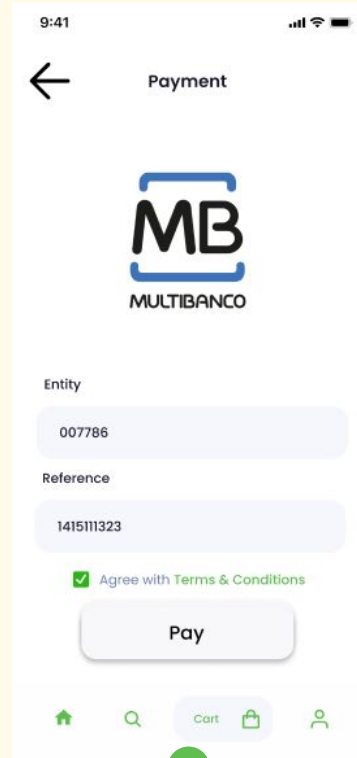 9:41
Payment
MB
MULTIBANCO
Entity
007786
Reference
1415111323
Agree with Terms & Conditions
Pay
Cart